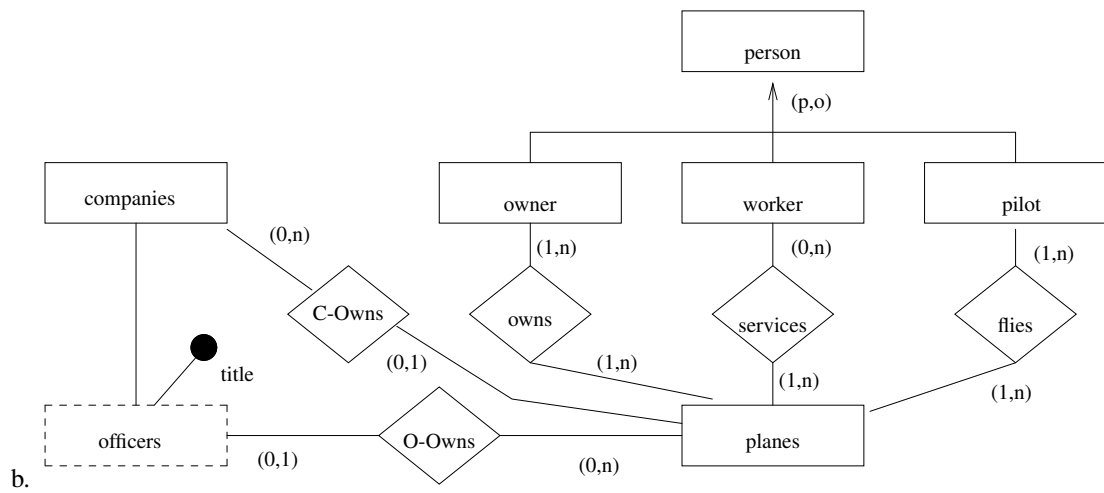 person
(p,o)
companies
owner
worker
pilot
(0,n)
(1,n)
(0,n)
(1,n)
C-Owns
owns
services
flies
(0,1)
(1,n)
(1,n)
(1,n)
title
officers
O-Owns
planes
(0,1)
(0,n)
b.